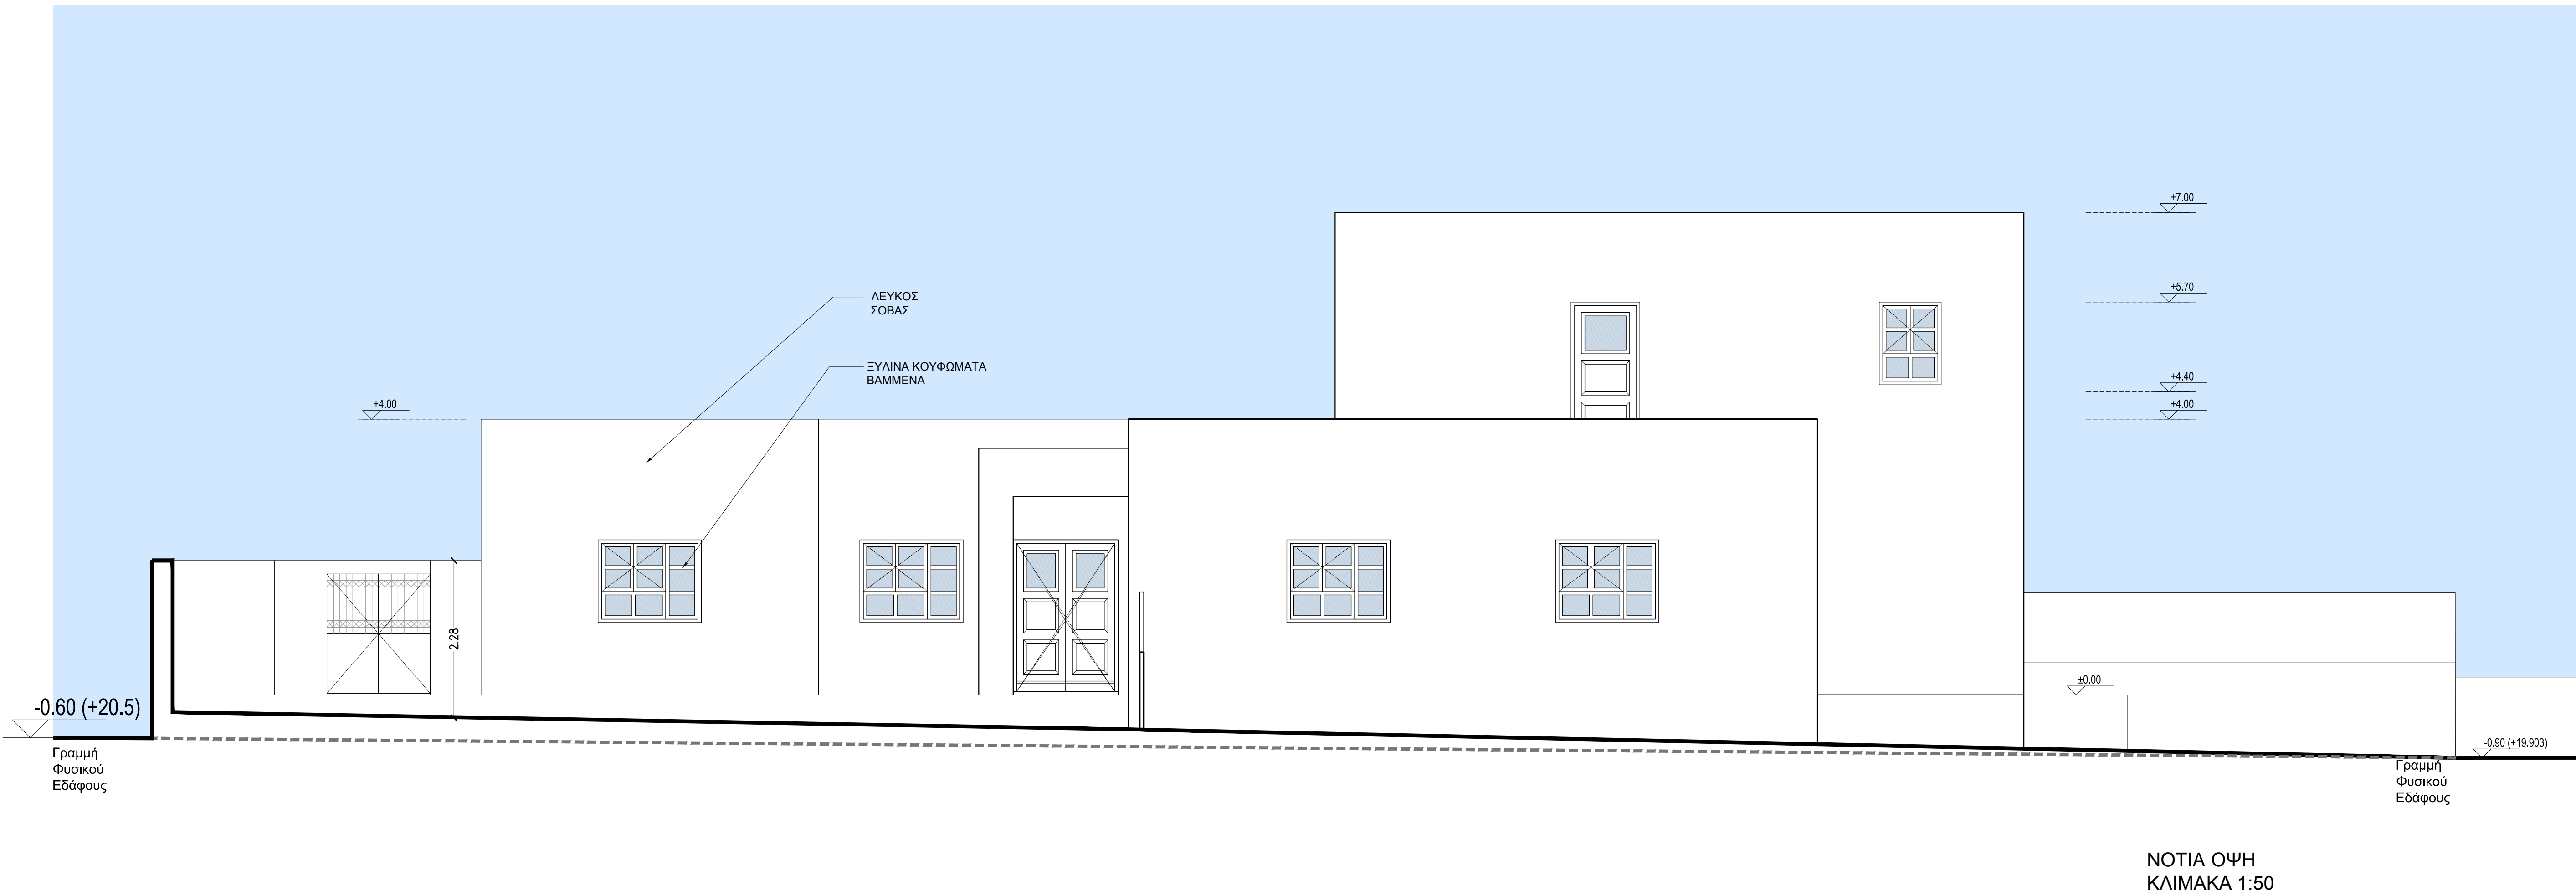 +7.00
+5.70
ΛΕΥΚΟΣ
ΣΟΒΑΣ
ΞΥΛΙΝΑ ΚΟΥΦΩΜΑΤΑ
ΒΑΜΜΕΝΑ
+4.40
+4.00
+4.00
2.28
±0.00
-0.60 (+20.5)
-0.90 (+19.903)
Γραμμή
Φυσικού
Εδάφους
Γραμμή
Φυσικού
Εδάφους
ΝΟΤΙΑ ΟΨΗ
ΚΛΙΜΑΚΑ 1:50